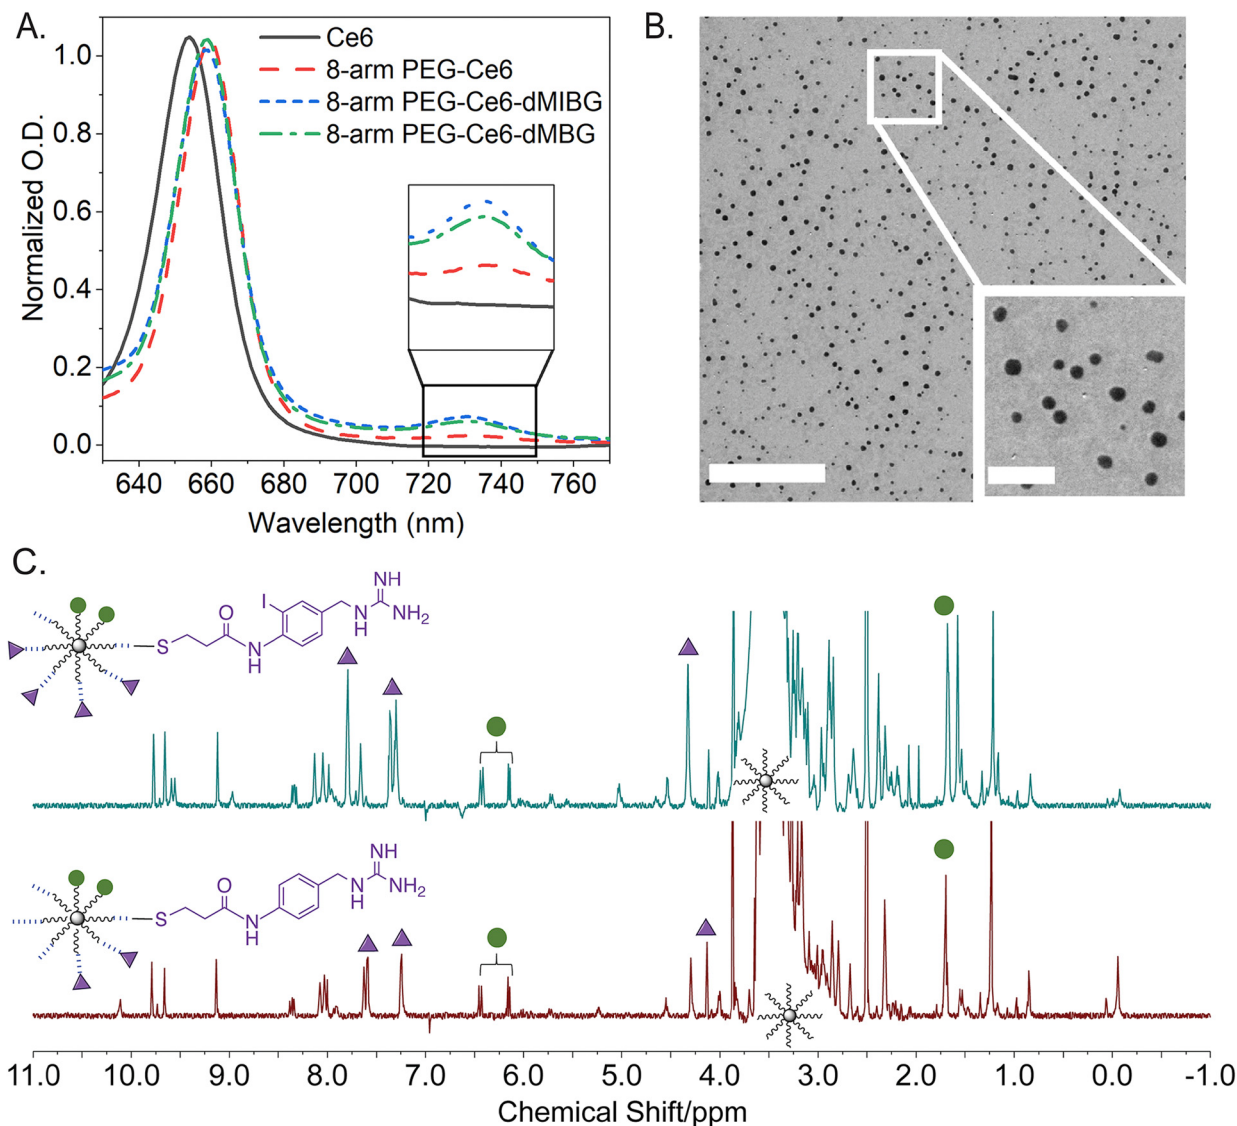 A.
Ce6
8-arm PEG-Ce6
8-arm PEG-Ce6-dMIBG
8-arm PEG-Ce6-dMBG
1.0
0.8
0.6
0.4
0.2
0.0
Normalized O.D.
640 660 680 700 720 740 760
Wavelength (nm)
B.
C.
S
O
N
H
I
N
H
NH
NH2
S
O
N
H
N
H
NH
NH2
11.0 10.0 9.0 8.0 7.0 6.0 5.0 4.0 3.0 2.0 1.0 0.0 -1.0
Chemical Shift/ppm